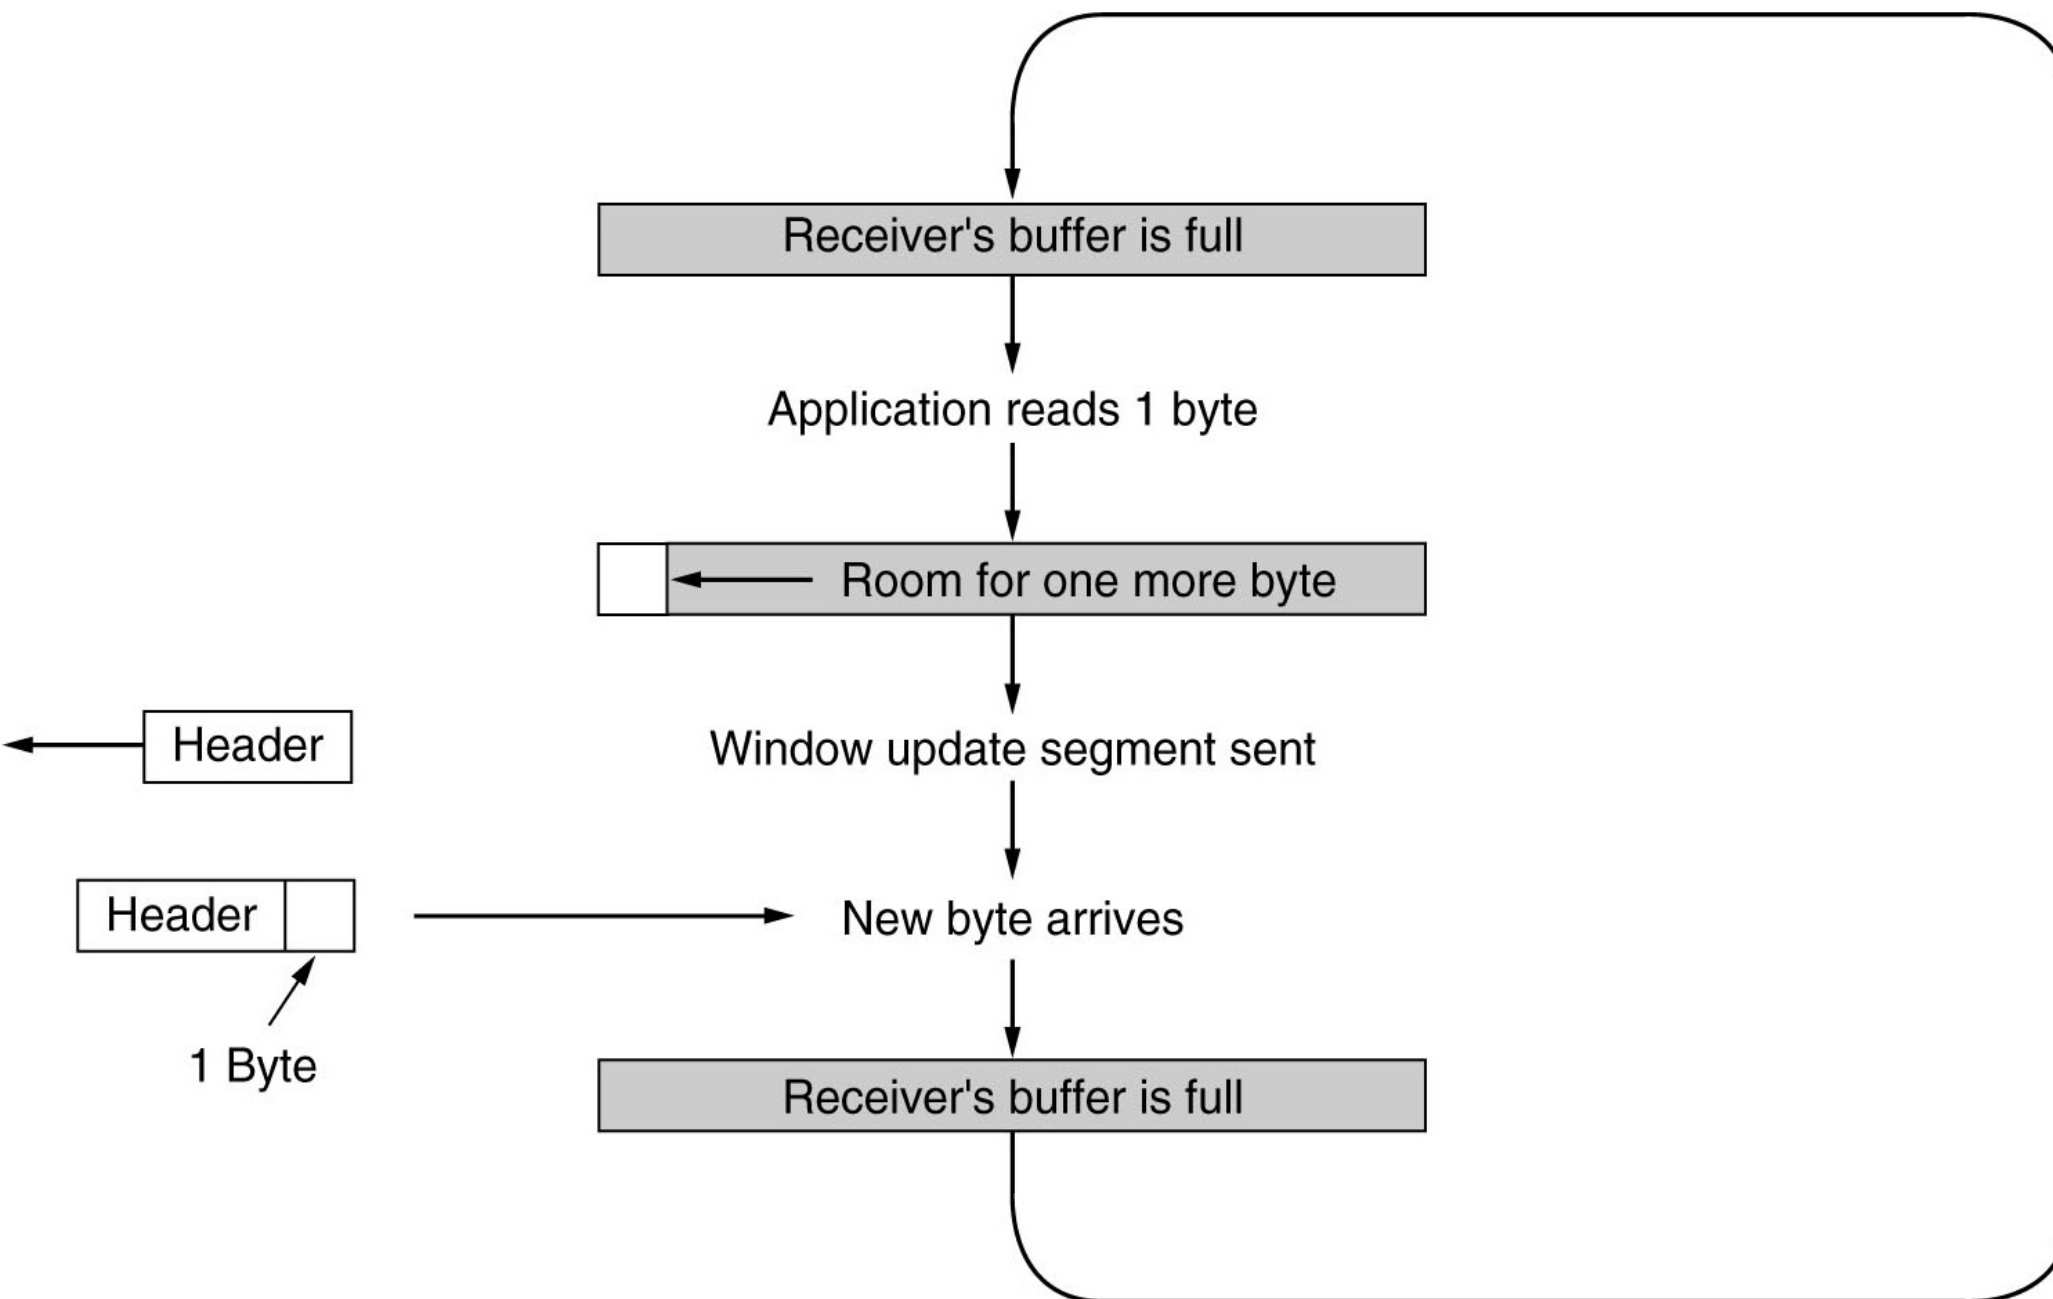 Receiver's buffer is full
Application reads 1 byte
Room for one more byte
Header
Window update segment sent
Header
New byte arrives
1 Byte
Receiver's buffer is full